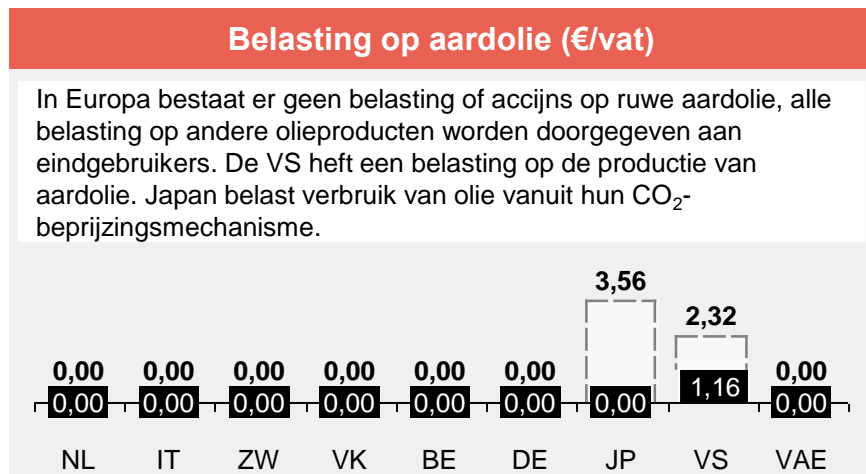 Belasting op aardolie (€/vat)
In Europa bestaat er geen belasting of accijns op ruwe aardolie, alle
belasting op andere olieproducten worden doorgegeven aan
eindgebruikers. De VS heft een belasting op de productie van
aardolie. Japan belast verbruik van olie vanuit hun CO₂-
beprijzingsmechanisme.
3,56
2,32
0,00 0,00 0,00 0,00 0,00 0,00 0,00
0,00 0,00 0,00 0,00 0,00 0,00 0,00 1,16 0,00
NL IT ZW VK BE DE JP VS VAE